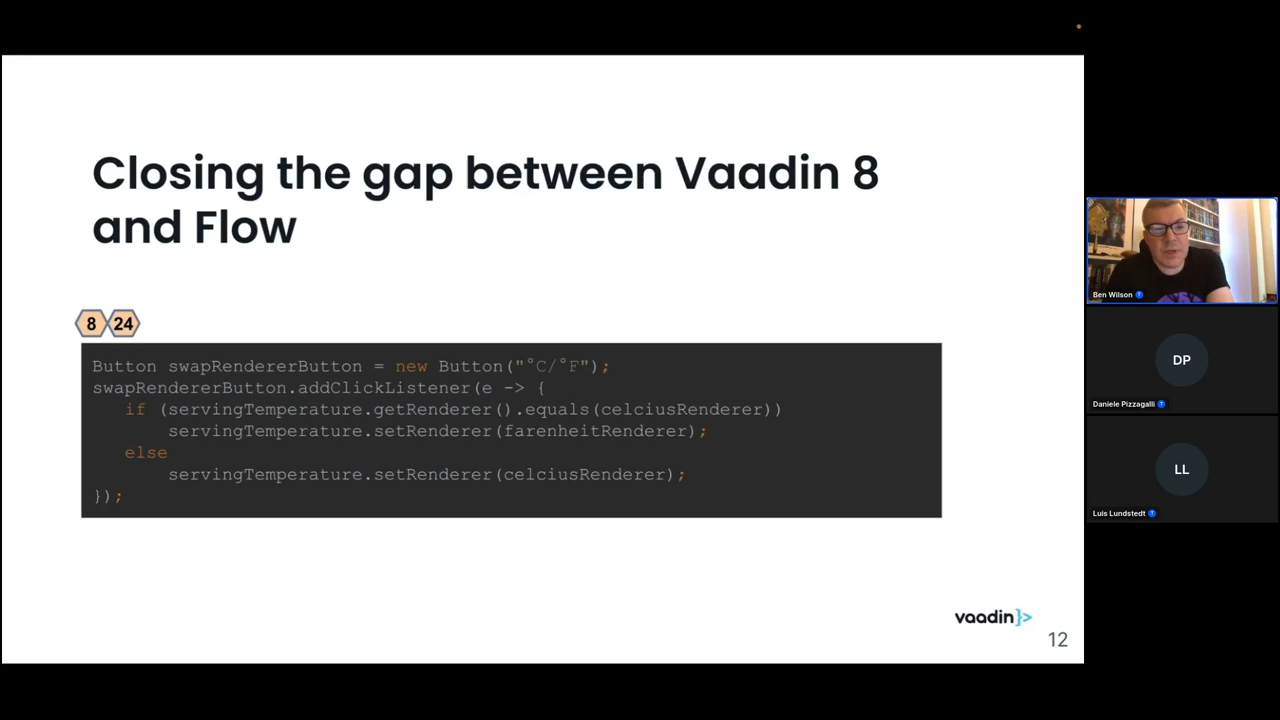 Closing the gap between Vaadin 8
and Flow
8 24
Button swapRendererButton = new Button("°C/°F");
swapRendererButton.addClickListener(e -> {
   if (servingTemperature.getRenderer().equals(celciusRenderer))
       servingTemperature.setRenderer(farenheitRenderer);
   else
       servingTemperature.setRenderer(celciusRenderer);
});
vaadin}>
12
Ben Wilson
DP
Daniele Pizzagalli
LL
Luis Lundstedt